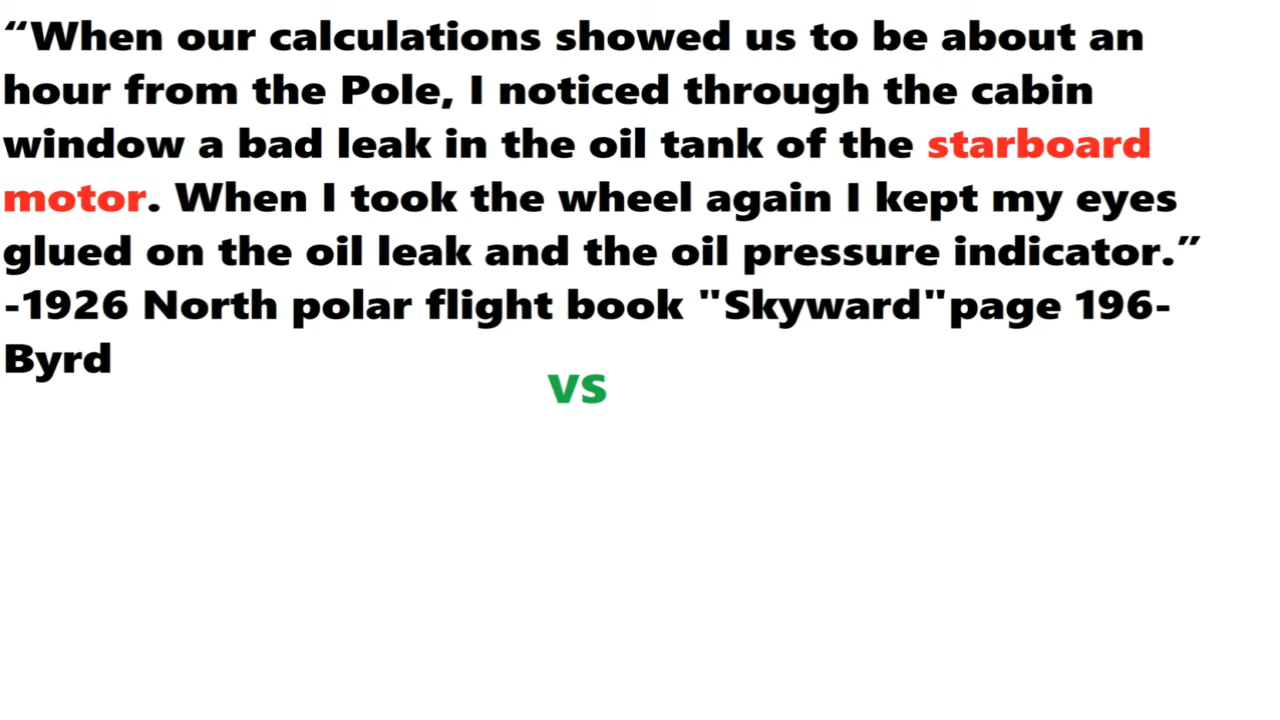 “When our calculations showed us to be about an
hour from the Pole, I noticed through the cabin
window a bad leak in the oil tank of the starboard
motor. When I took the wheel again I kept my eyes
glued on the oil leak and the oil pressure indicator.”
-1926 North polar flight book "Skyward"page 196-
Byrd
vs